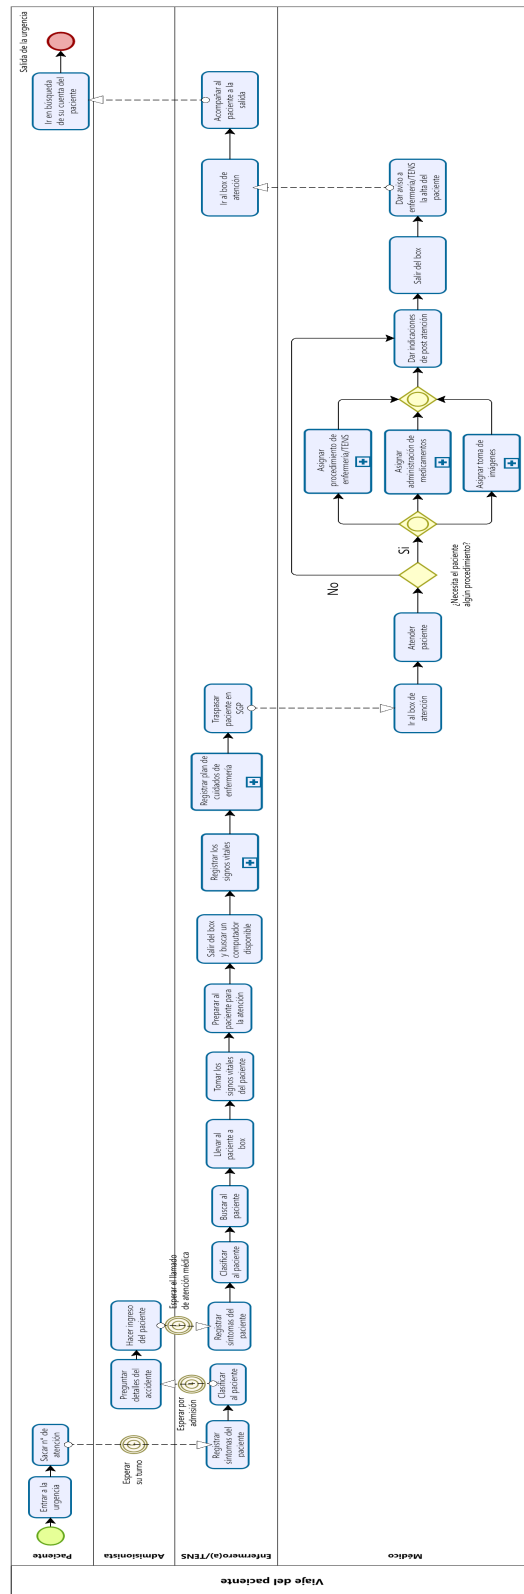 Viaje del paciente
Paciente
Admisionista
Enfermero(a)/TENS
Médico
Entrar a la
urgencia
Sacar n° de
atención
Esperar
su turno
Registrar
síntomas del
paciente
Clasificar
al paciente
Esperar por
admisión
Preguntar
detalles del
accidente
Hacer ingreso
del paciente
Esperar el llamado
de atención médica
Registrar
síntomas del
paciente
Clasificar
al paciente
Buscar al
paciente
Llevar al
paciente a
box
Tomar los
signos vitales
del paciente
Preparar al
paciente para
la atención
Salir del box
y buscar un
computador
disponible
Registrar los
signos vitales
Registrar plan de
cuidados de
enfermería
Traspasar
paciente en
SGP
Ir al box de
atención
Atender
paciente
¿Necesita el paciente
algún procedimiento?
No
Si
Asignar
procedimiento de
enfermería/TENS
Asignar
administración de
medicamentos
Asignar toma de
imágenes
Dar indicaciones
de post atención
Salir del box
Dar aviso a
enfermería/TENS
la alta del
paciente
Ir al box de
atención
Acompañar al
paciente a la
salida
Ir en búsqueda
de su cuenta del
paciente
Salida de la urgencia